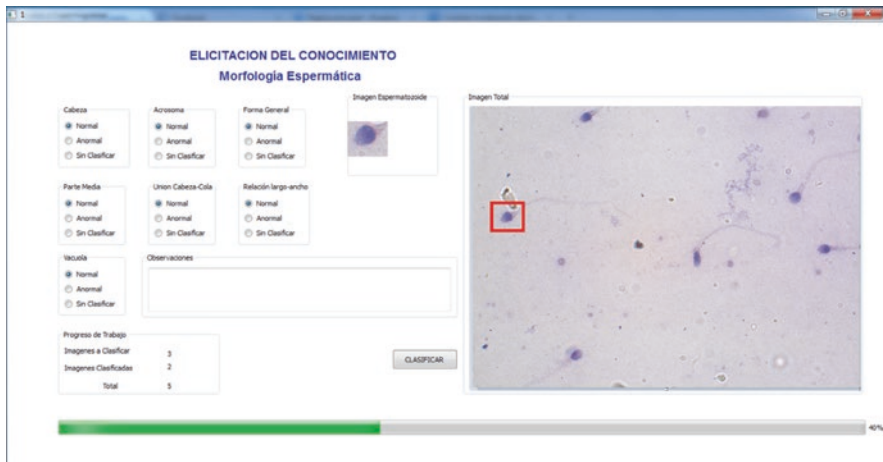 1
ELICITACION DEL CONOCIMIENTO
Morfología Espermática
Cabeza
Normal
Anormal
Sin Clasificar
Acrosoma
Normal
Anormal
Sin Clasificar
Forma General
Normal
Anormal
Sin Clasificar
Imagen Espermatozoide
Imagen Total
Parte Media
Normal
Anormal
Sin Clasificar
Union Cabeza-Cola
Normal
Anormal
Sin Clasificar
Relación largo-ancho
Normal
Anormal
Sin Clasificar
Vacuola
Normal
Anormal
Sin Clasificar
Observaciones
Progreso de Trabajo
Imagenes a Clasificar 3
Imagenes Clasificadas 2
Total 5
CLASIFICAR
40%